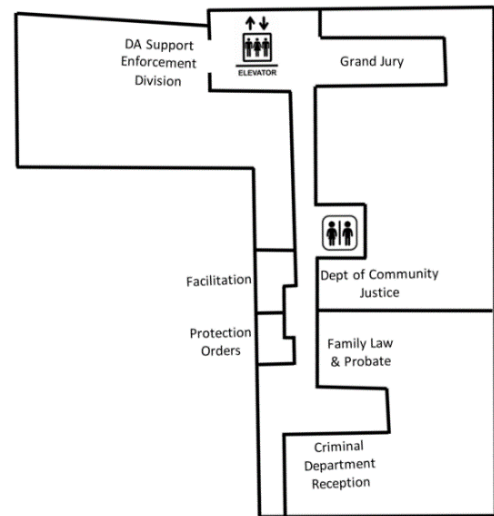 DA Support
Enforcement
Division
ELEVATOR
Grand Jury
Facilitation
Dept of Community
Justice
Protection
Orders
Family Law
& Probate
Criminal
Department
Reception